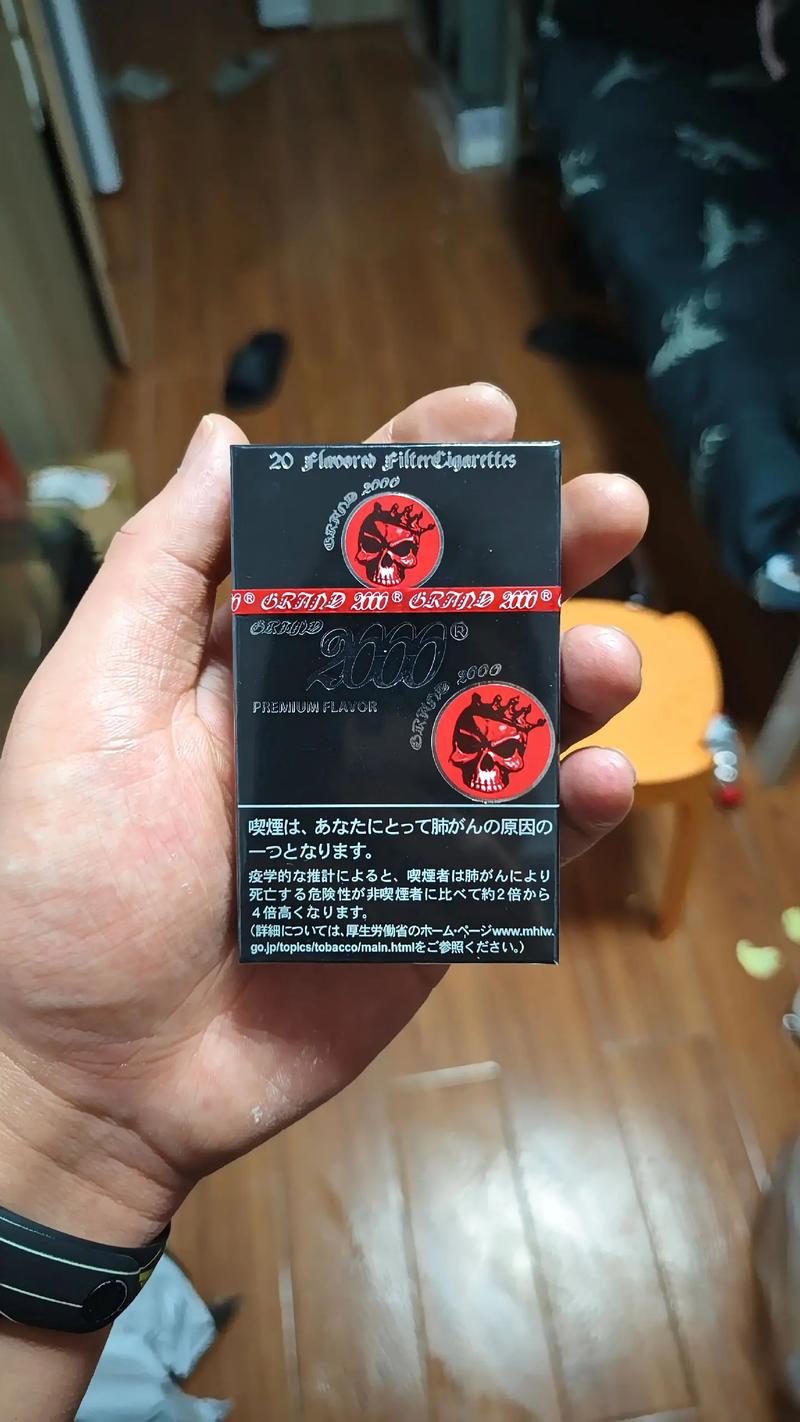 20 Flavored FilterCigarettes
GRAND 2000
0® GRAND 2000® GRAND 2000®
GRAND
2000®
PREMIUM FLAVOR
GRAND 2000
喫煙は、あなたにとって肺がんの原因の
一つとなります。
疫学的な推計によると、喫煙者は肺がんにより
死亡する危険性が非喫煙者に比べて約2倍から
4倍高くなります。
(詳細については、厚生労働省のホーム・ページwww.mhlw.
go.jp/topics/tobacco/main.htmlをご参照ください。)